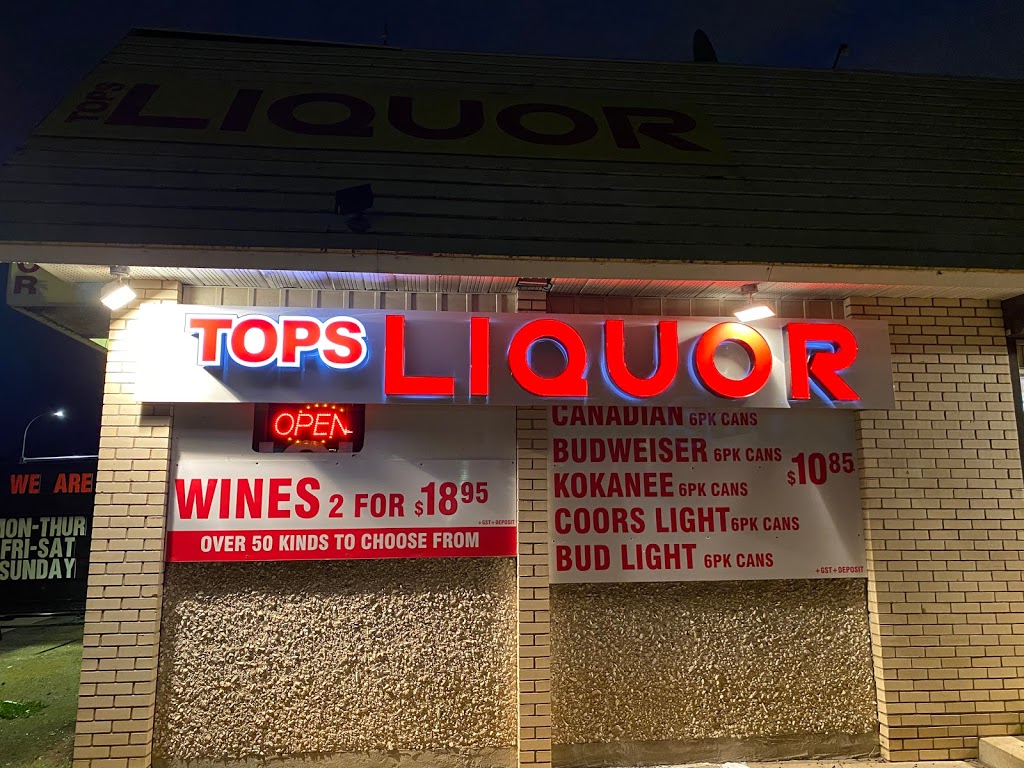 TOPS LIQUOR
OR
TOPS LIQUOR
OPEN
WINES 2 FOR $18 95
+GST+DEPOSIT
OVER 50 KINDS TO CHOOSE FROM
CANADIAN 6PK CANS
BUDWEISER 6PK CANS
KOKANEE 6PK CANS
$10 85
COORS LIGHT 6PK CANS
BUD LIGHT 6PK CANS
+GST+DEPOSIT
WE ARE
MON-THUR
FRI-SAT
SUNDAY